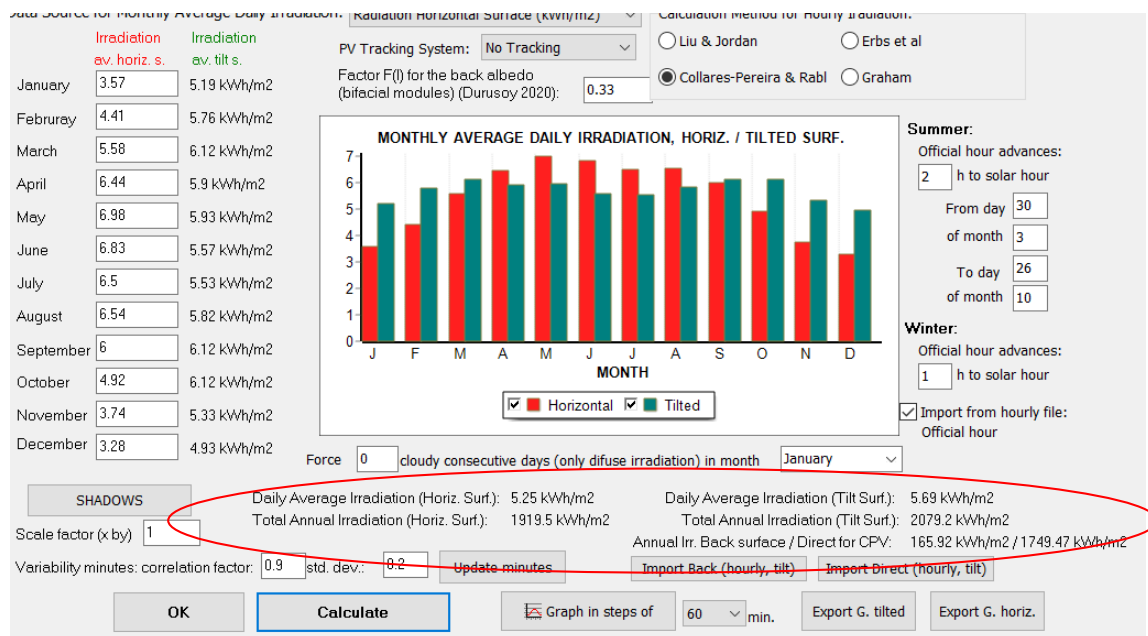 Data Source for Monthly Average Daily Irradiation: Radiation Horizontal Surface (kWh/m2)
Calculation Method for Hourly Iradiation:
Irradiation Irradiation
av. horiz. s. av. tilt s.
January 3.57 5.19 kWh/m2
Februray 4.41 5.76 kWh/m2
March 5.58 6.12 kWh/m2
April 6.44 5.9 kWh/m2
May 6.98 5.93 kWh/m2
June 6.83 5.57 kWh/m2
July 6.5 5.53 kWh/m2
August 6.54 5.82 kWh/m2
September 6 6.12 kWh/m2
October 4.92 6.12 kWh/m2
November 3.74 5.33 kWh/m2
December 3.28 4.93 kWh/m2
PV Tracking System: No Tracking
Factor F(I) for the back albedo
(bifacial modules) (Durusoy 2020): 0.33
Liu & Jordan Erbs et al
Collares-Pereira & Rabl Graham
MONTHLY AVERAGE DAILY IRRADIATION, HORIZ. / TILTED SURF.
7
6
5
4
3
2
1
0
J F M A M J J A S O N D
MONTH
Horizontal Tilted
Summer:
Official hour advances:
2 h to solar hour
From day 30
of month 3
To day 26
of month 10
Winter:
Official hour advances:
1 h to solar hour
Import from hourly file:
Official hour
Force 0 cloudy consecutive days (only difuse irradiation) in month January
SHADOWS
Scale factor (x by) 1
Daily Average Irradiation (Horiz. Surf.): 5.25 kWh/m2 Daily Average Irradiation (Tilt Surf.): 5.69 kWh/m2
Total Annual Irradiation (Horiz. Surf.): 1919.5 kWh/m2 Total Annual Irradiation (Tilt Surf.): 2079.2 kWh/m2
Annual Irr. Back surface / Direct for CPV: 165.92 kWh/m2 / 1749.47 kWh/m2
Variability minutes: correlation factor: 0.9 std. dev.: 0.2 Update minutes Import Back (hourly, tilt) Import Direct (hourly, tilt)
OK Calculate Graph in steps of 60 min. Export G. tilted Export G. horiz.